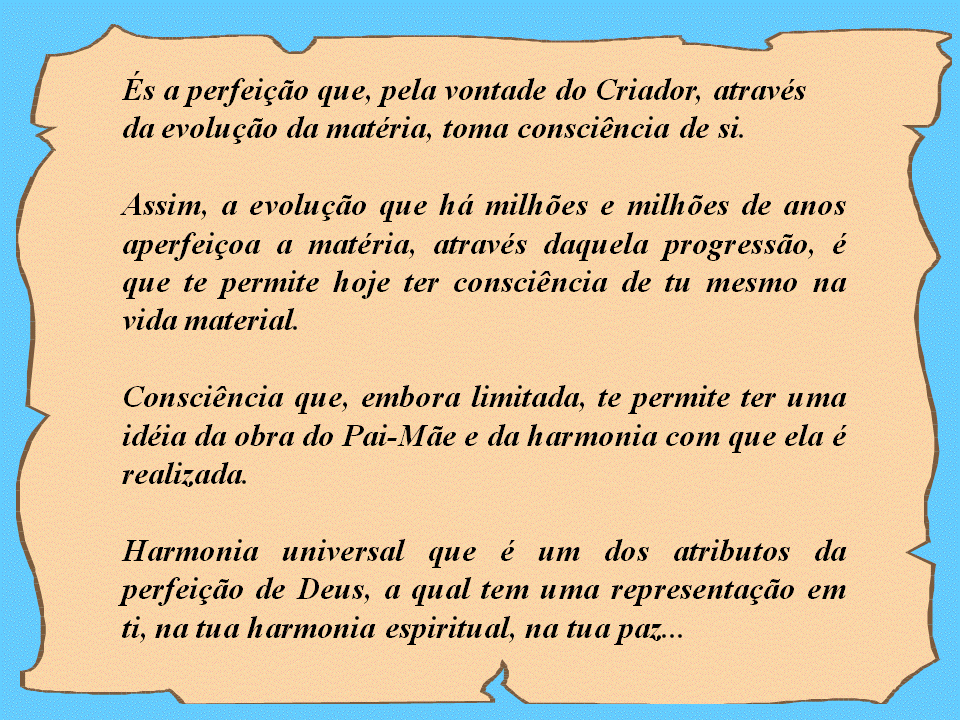 És a perfeição que, pela vontade do Criador, através
da evolução da matéria, toma consciência de si.
Assim, a evolução que há milhões e milhões de anos
aperfeiçoa a matéria, através daquela progressão, é
que te permite hoje ter consciência de tu mesmo na
vida material.
Consciência que, embora limitada, te permite ter uma
idéia da obra do Pai-Mãe e da harmonia com que ela é
realizada.
Harmonia universal que é um dos atributos da
perfeição de Deus, a qual tem uma representação em
ti, na tua harmonia espiritual, na tua paz...